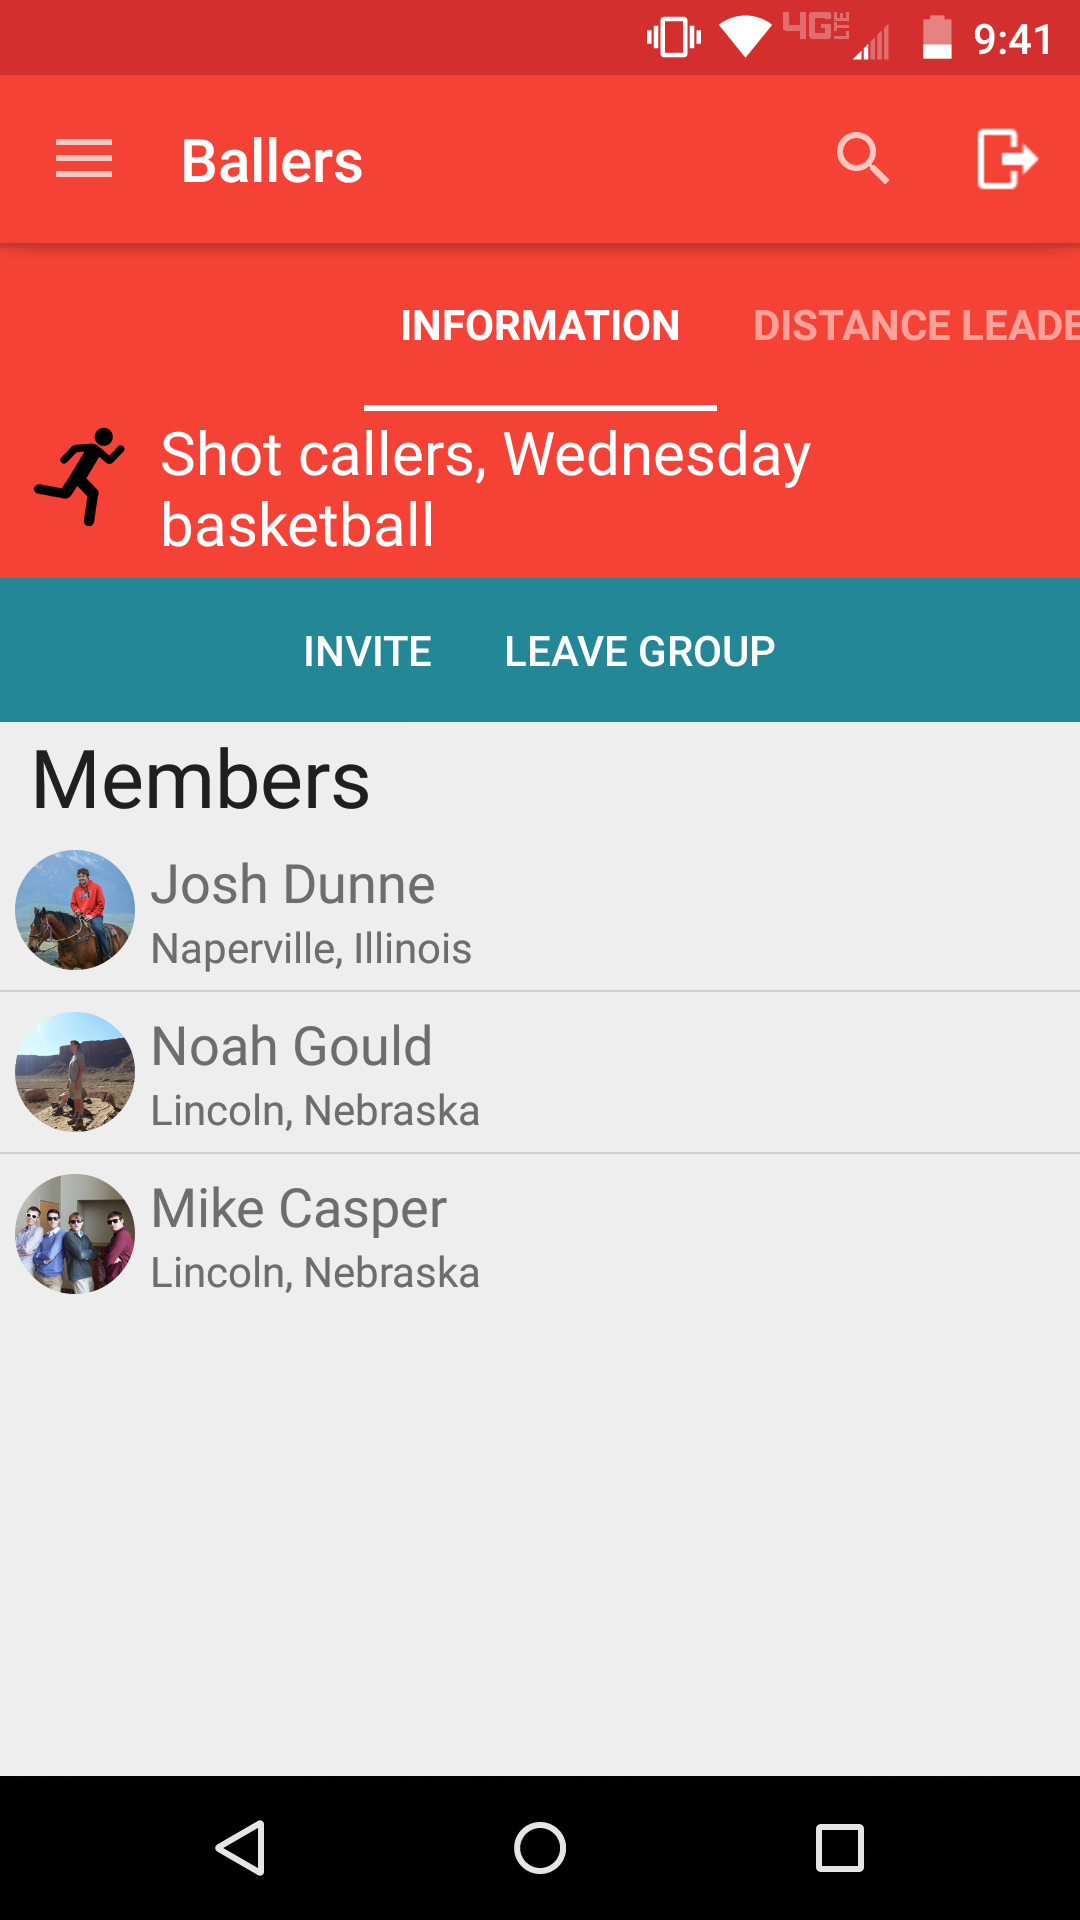 4G LTE 9:41
Ballers
INFORMATION DISTANCE LEADE
Shot callers, Wednesday
basketball
INVITE LEAVE GROUP
Members
Josh Dunne
Naperville, Illinois
Noah Gould
Lincoln, Nebraska
Mike Casper
Lincoln, Nebraska